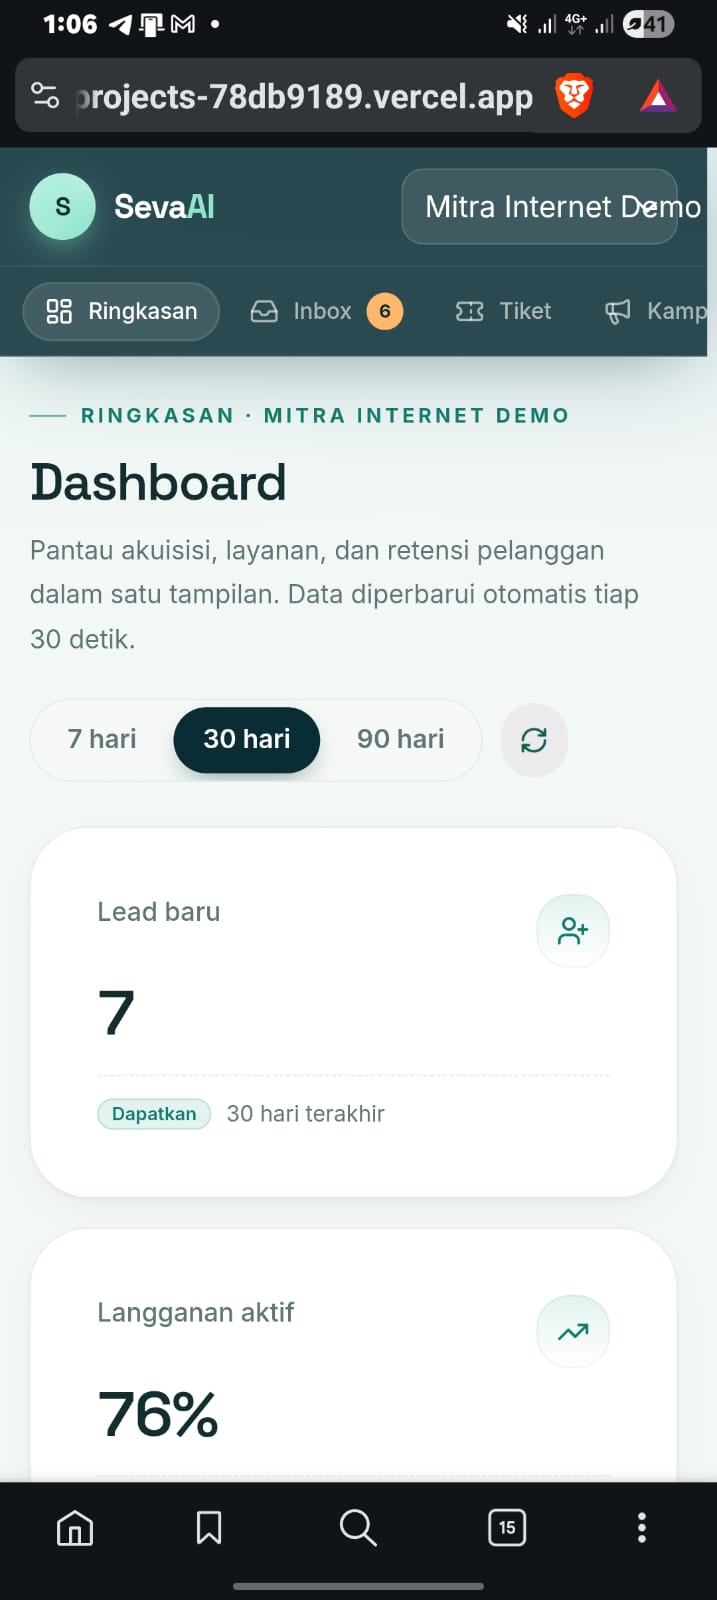 1:06
4G+
41
projects-78db9189.vercel.app
S
SevaAI
Mitra Internet Demo
Ringkasan
Inbox
6
Tiket
Kamp
RINGKASAN · MITRA INTERNET DEMO
Dashboard
Pantau akuisisi, layanan, dan retensi pelanggan
dalam satu tampilan. Data diperbarui otomatis tiap
30 detik.
7 hari
30 hari
90 hari
Lead baru
7
Dapatkan
30 hari terakhir
Langganan aktif
76%
15